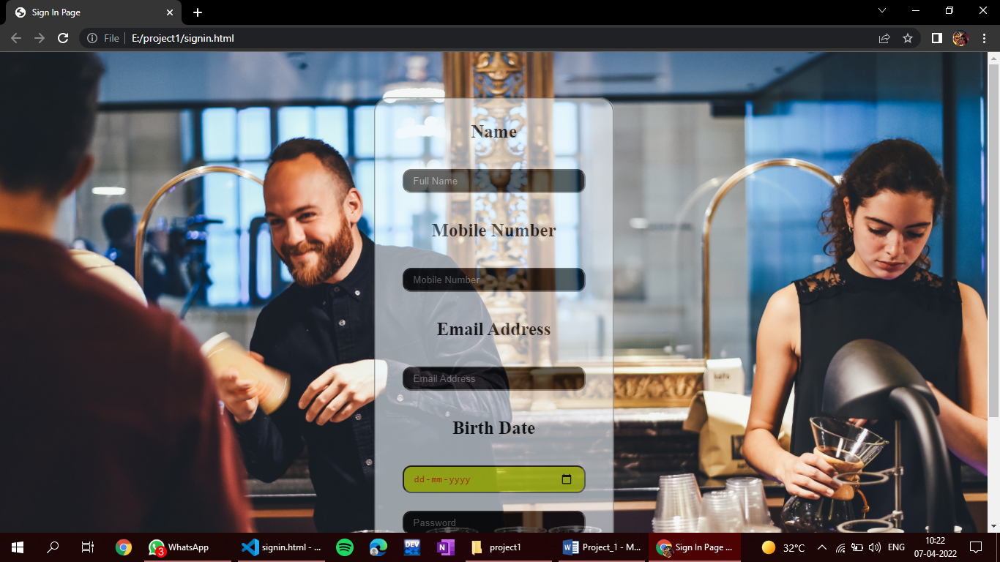 Sign In Page
File
E:/project1/signin.html
Name
Full Name
Mobile Number
Mobile Number
Email Address
Email Address
Birth Date
dd-mm-yyyy
Password
3
WhatsApp
signin.html - ...
DEV
N
project1
Project_1 - M...
Sign In Page ...
32°C
ENG
10:22
07-04-2022